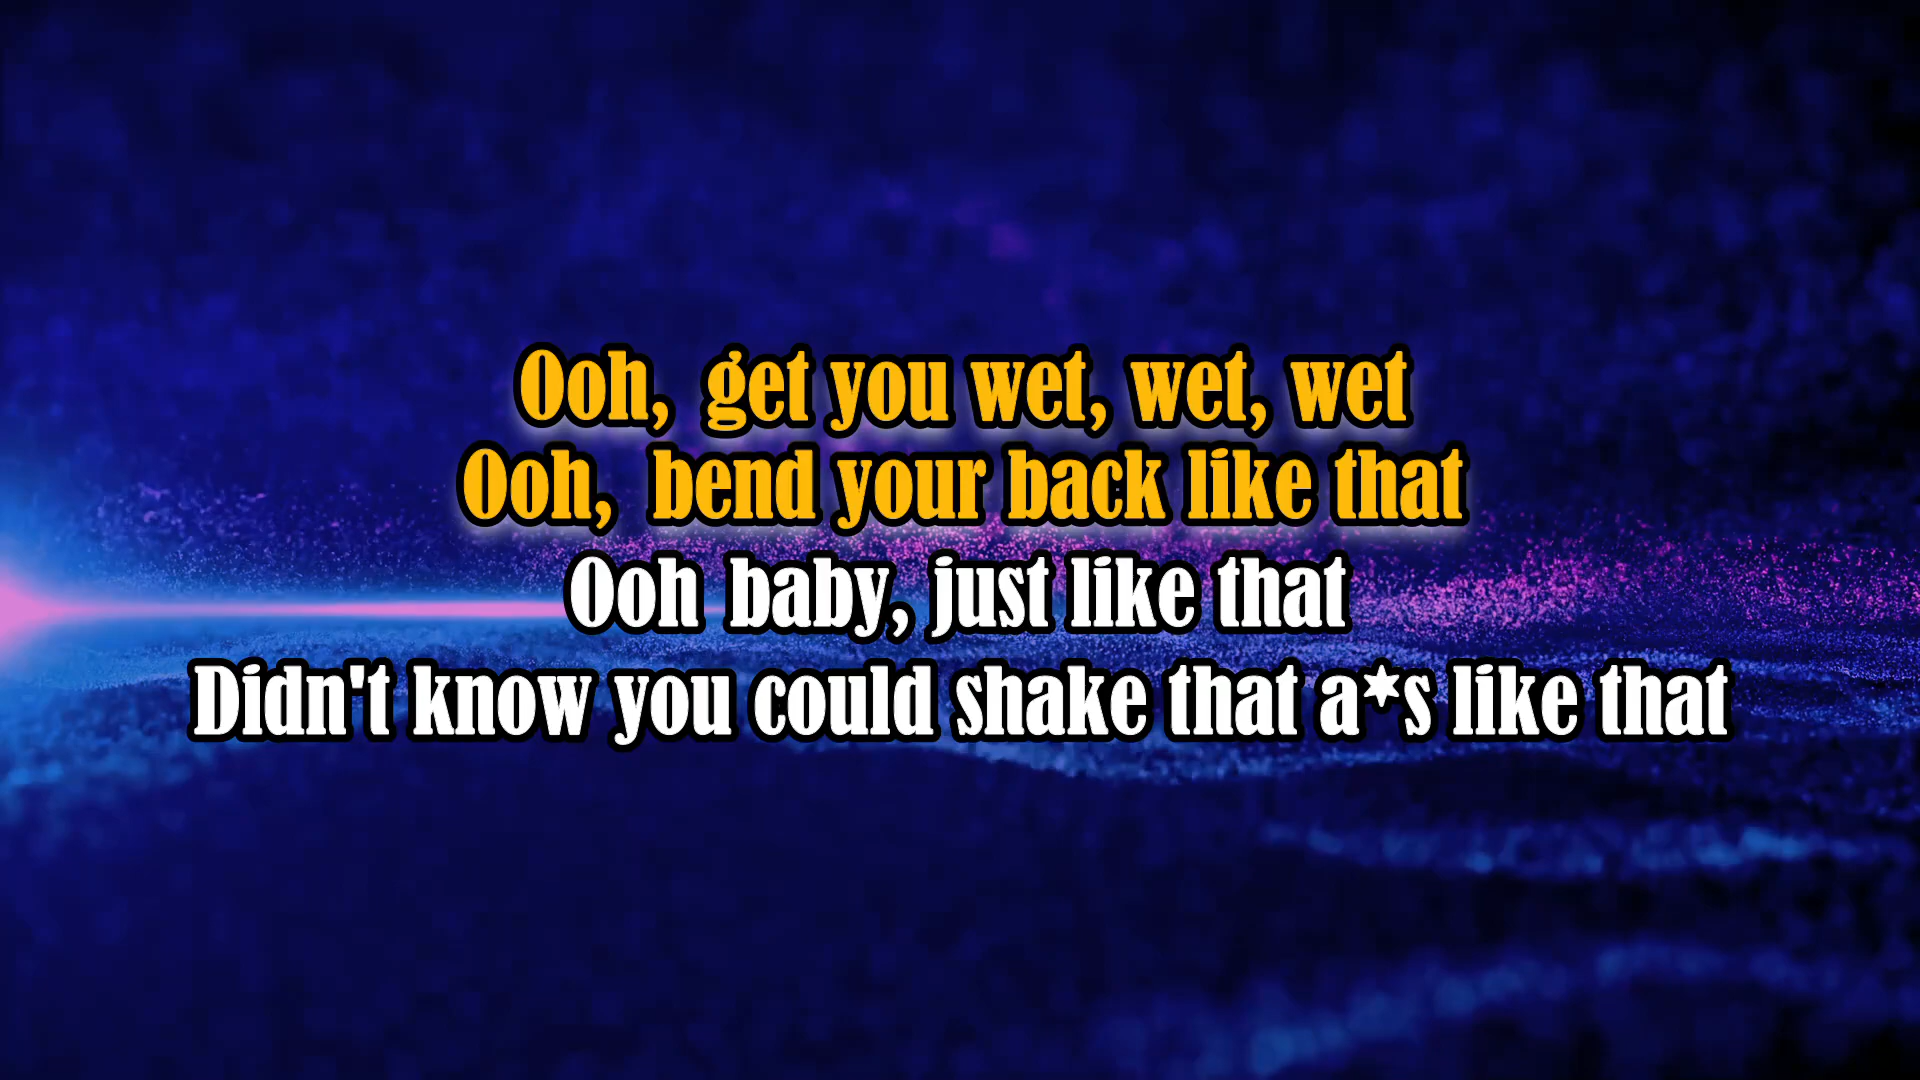 Ooh, get you wet, wet, wet
Ooh, bend your back like that
Ooh baby, just like that
Didn't know you could shake that a*s like that